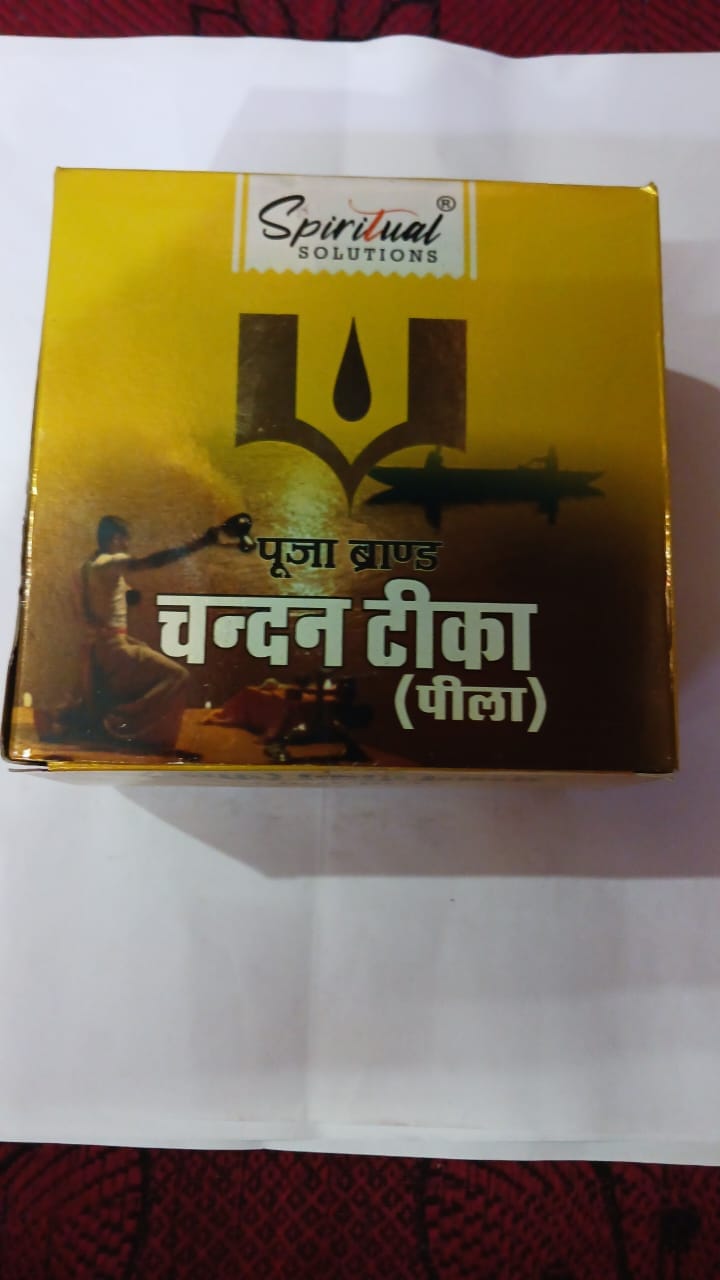 Spiritual ®
SOLUTIONS
पूजा ब्राण्ड
चन्दन टीका
(पीला)